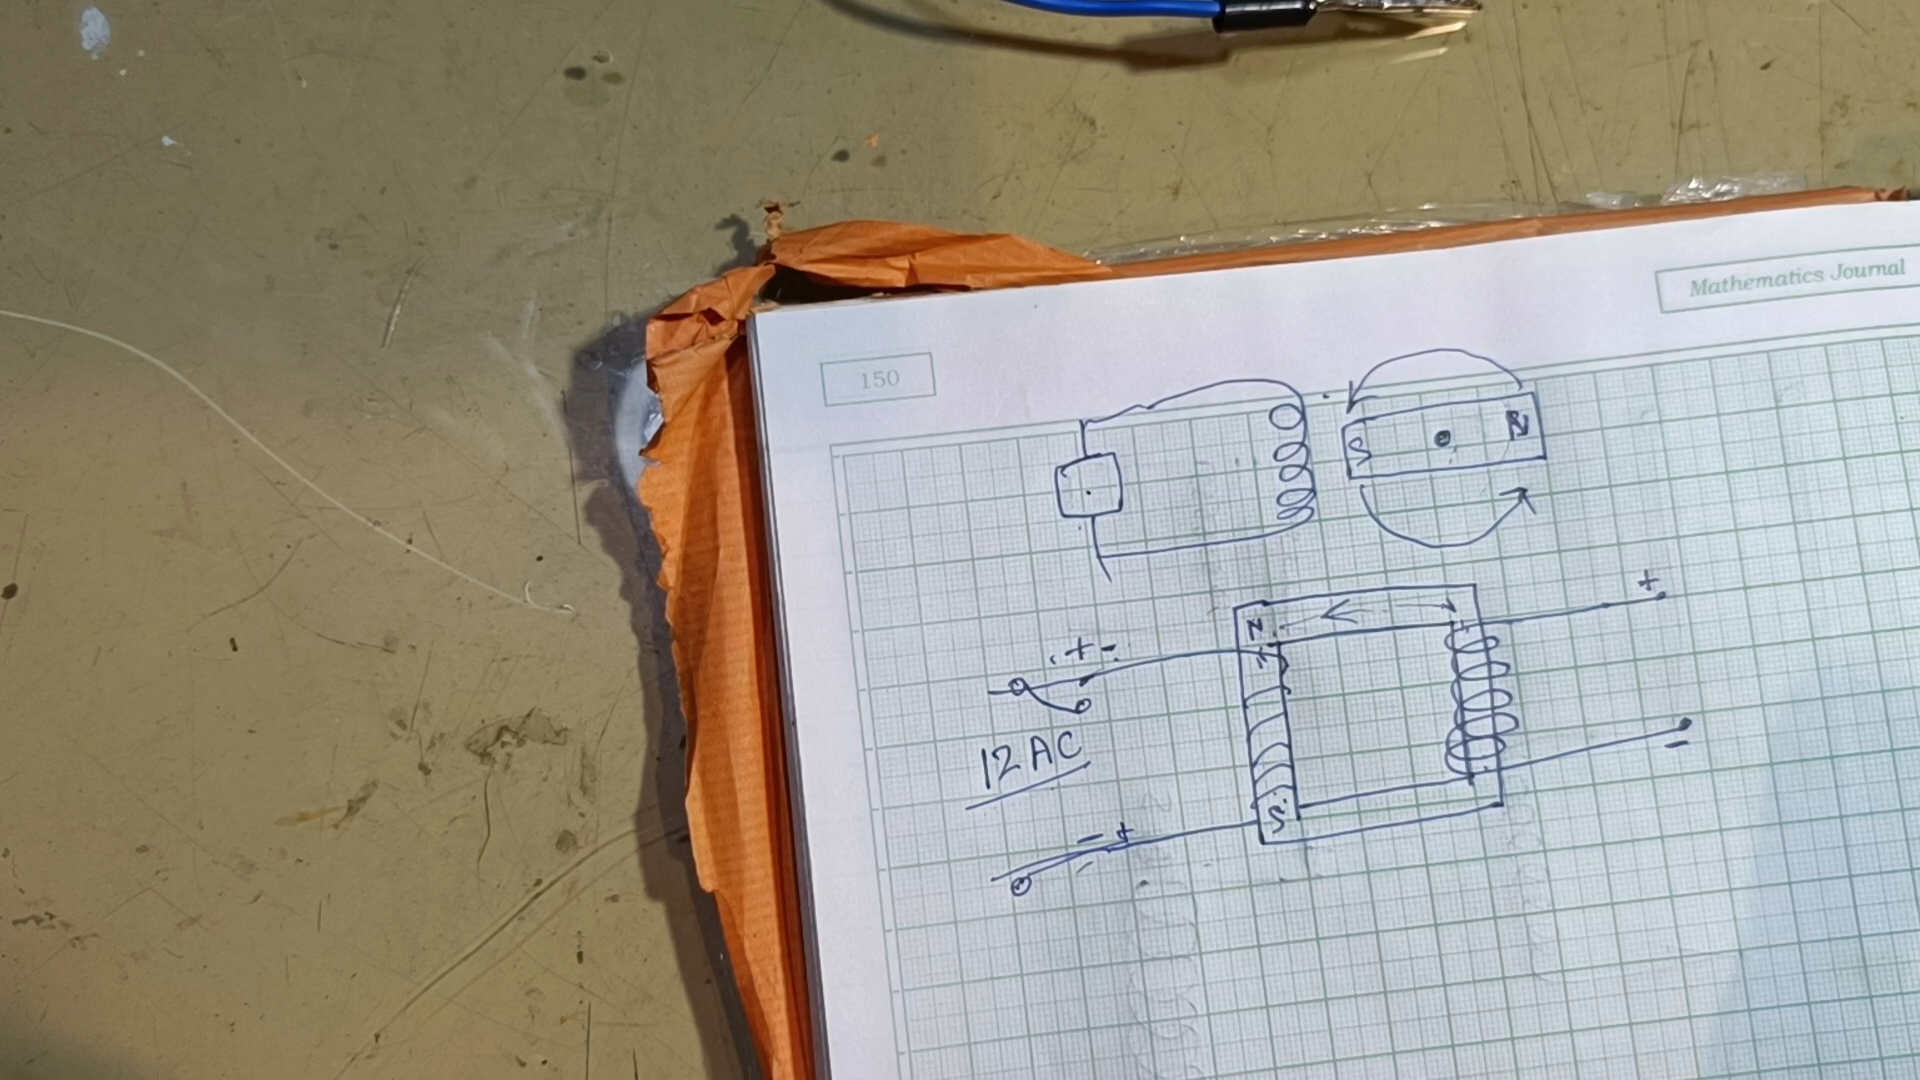 Mathematics Journal
150
S N
+
N
+ -
+
12 AC
-
S
- +